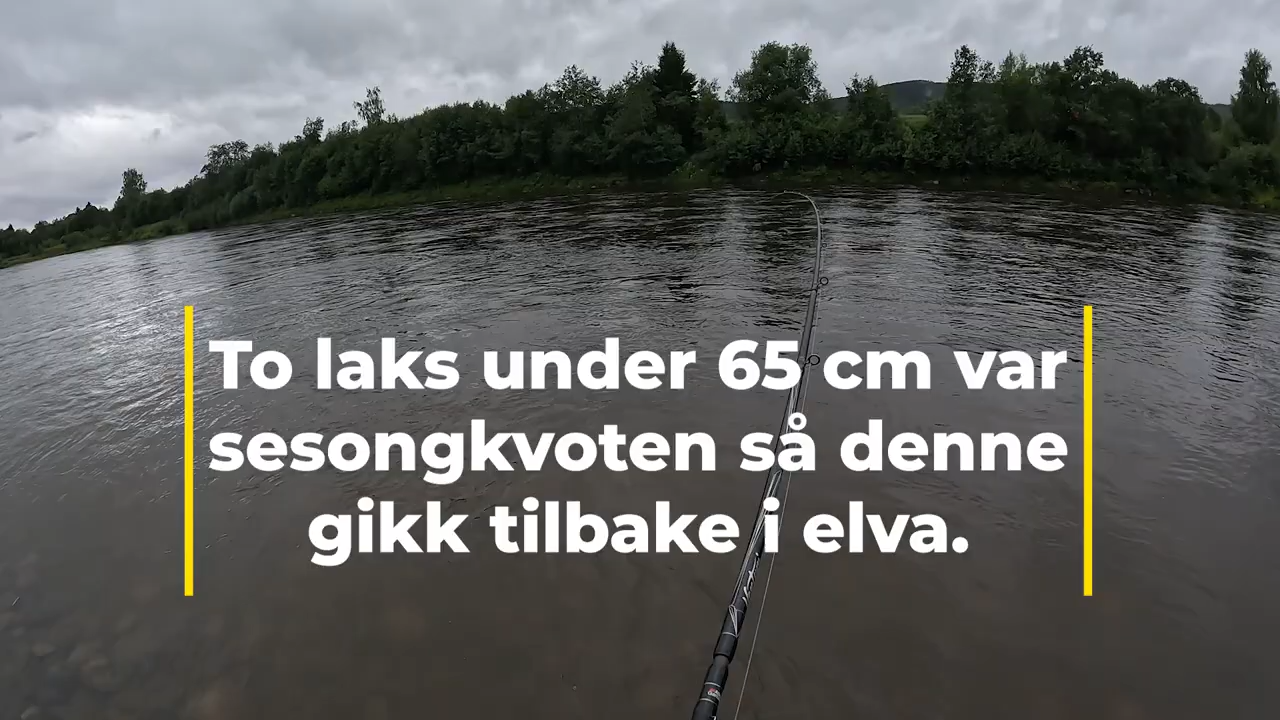 To laks under 65 cm var
sesongkvoten så denne
gikk tilbake i elva.